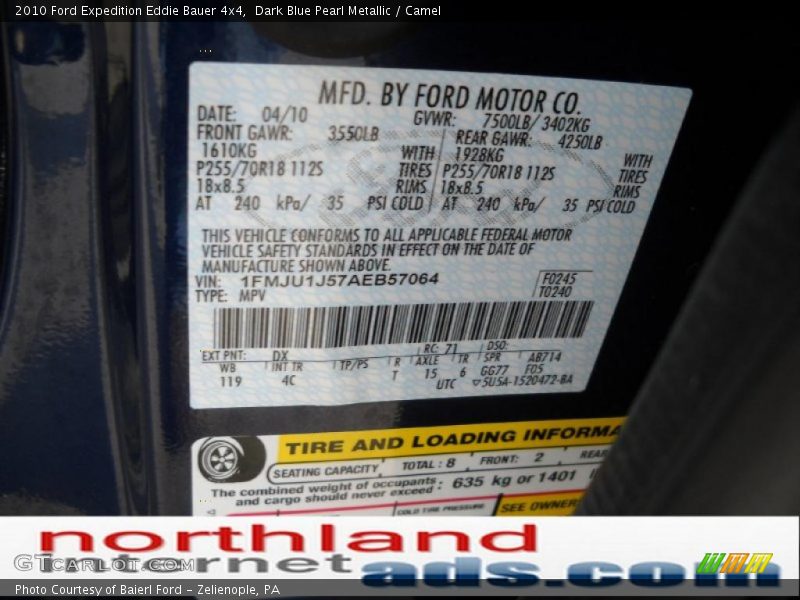 2010 Ford Expedition Eddie Bauer 4x4, Dark Blue Pearl Metallic / Camel
MFD. BY FORD MOTOR CO.
DATE: 04/10 GVWR: 7500LB/ 3402KG
FRONT GAWR: 3550LB REAR GAWR: 4250LB
1610KG WITH 1928KG WITH
P255/70R18 112S TIRES P255/70R18 112S TIRES
18x8.5 RIMS 18x8.5 RIMS
AT 240 kPa/ 35 PSI COLD AT 240 kPa/ 35 PSI COLD
THIS VEHICLE CONFORMS TO ALL APPLICABLE FEDERAL MOTOR
VEHICLE SAFETY STANDARDS IN EFFECT ON THE DATE OF
MANUFACTURE SHOWN ABOVE.
VIN: 1FMJU1J57AEB57064 F0245
TYPE: MPV T0240
EXT PNT: DX RC: 71 DSO:
WB INT TR TP/PS R AXLE TR SPR AB714
119 4C T 15 6 GG77 F05
UTC ▽5U5A-1520472-BA
TIRE AND LOADING INFORMA
SEATING CAPACITY TOTAL : 8 FRONT: 2 REAR
The combined weight of occupants
and cargo should never exceed : 635 kg or 1401
COLD TIRE PRESSURE SEE OWNER
northland
internet
ads.com
GTCARLOT.COM
Photo Courtesy of Baierl Ford - Zelienople, PA